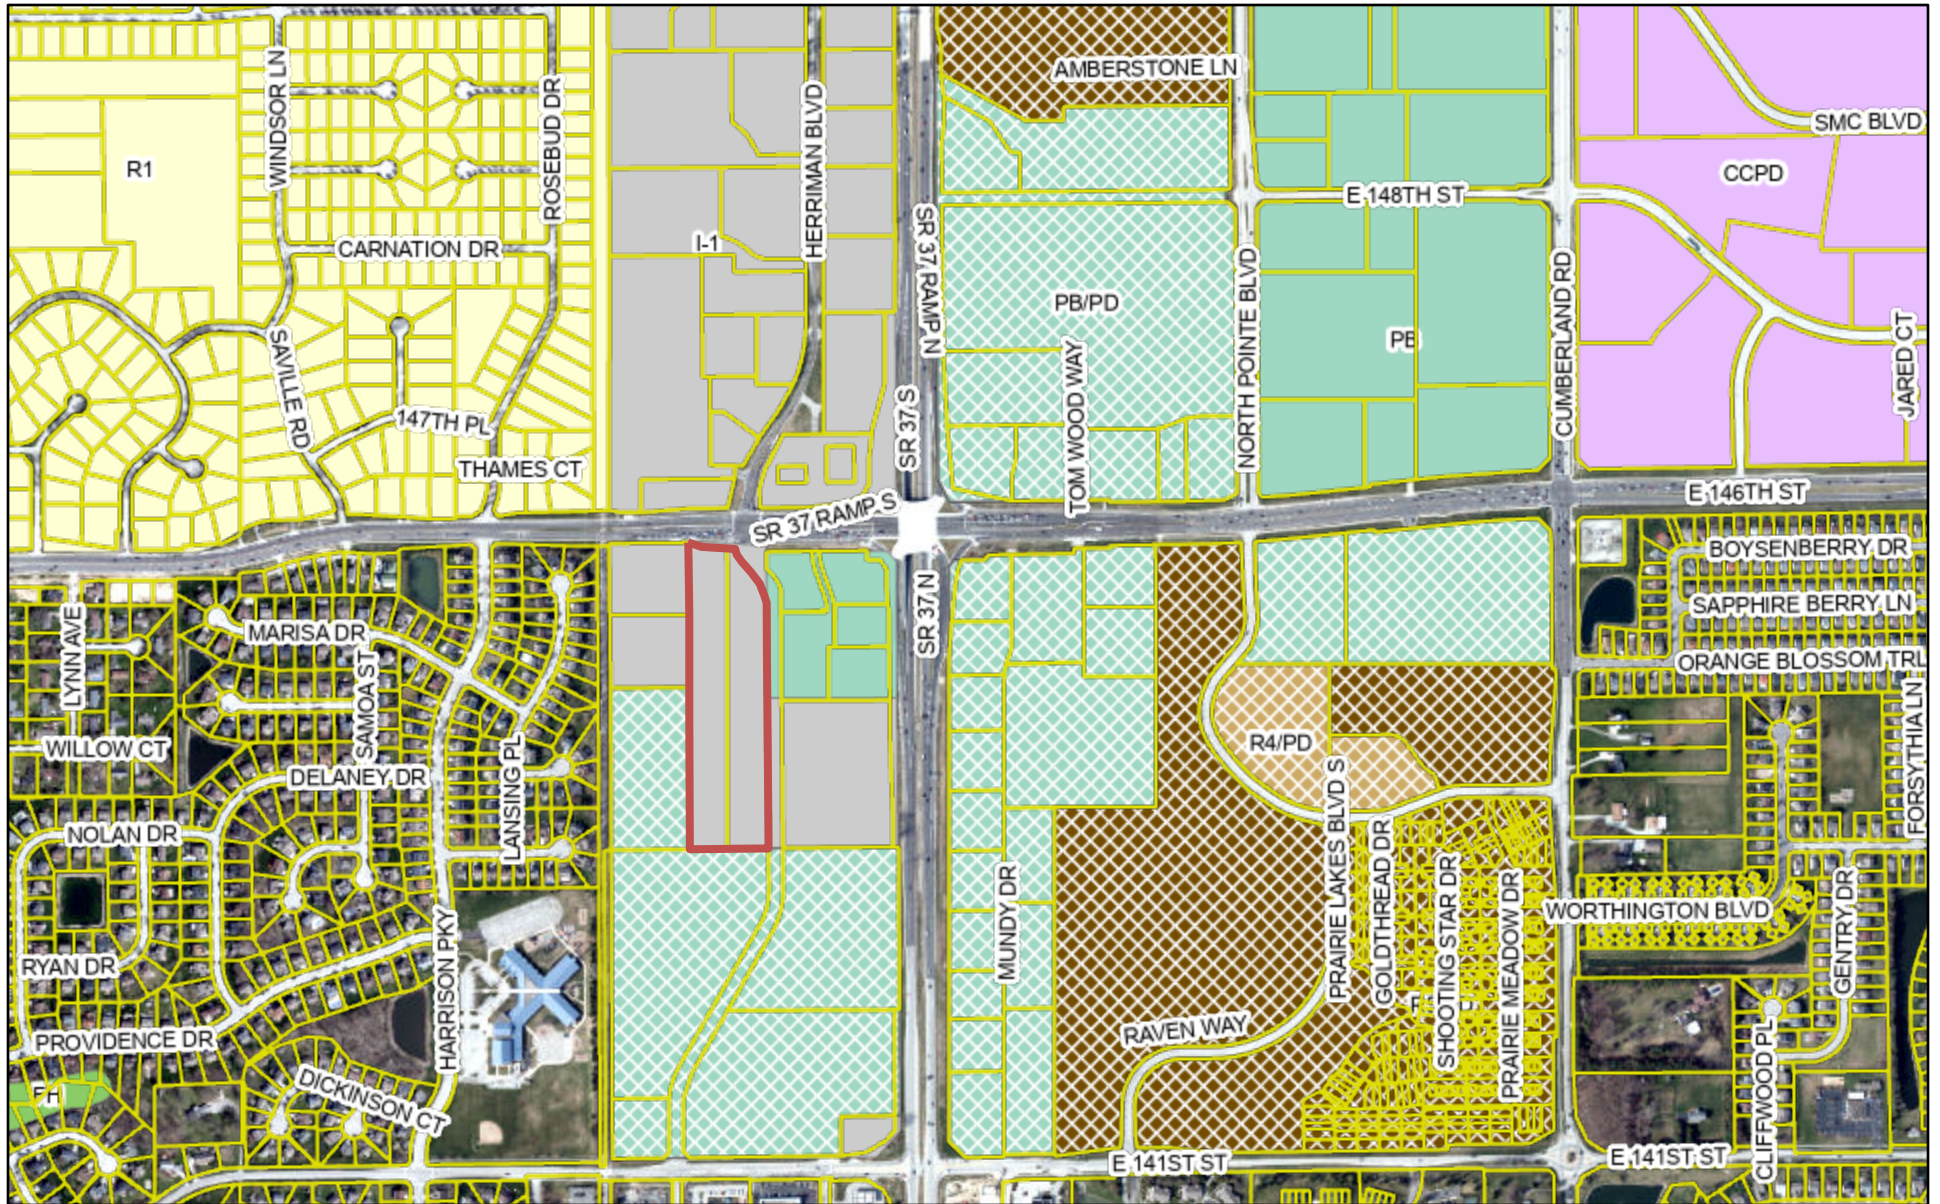 AMBERSTONE LN
WINDSOR LN
ROSEBUD DR
HERRIMAN BLVD
SMC BLVD
R1
CCPD
E 148TH ST
I-1
CARNATION DR
SR 37 RAMP N
PB/PD
NORTH POINTE BLVD
CUMBERLAND RD
PB
SAVILLE RD
TOM WOOD WAY
JARED CT
147TH PL
SR 37 S
THAMES CT
E 146TH ST
SR 37 RAMP S
BOYSENBERRY DR
LYNN AVE
MARISA DR
SR 37 N
SAPPHIRE BERRY LN
ORANGE BLOSSOM TRL
SAMOA ST
FORSYTHIA LN
WILLOW CT
LANSING PL
R4/PD
DELANEY DR
PRAIRIE LAKES BLVD S
NOLAN DR
GOLDTHREAD DR
SHOOTING STAR DR
PRAIRIE MEADOW DR
MUNDY DR
WORTHINGTON BLVD
GENTRY DR
RYAN DR
HARRISON PKY
RAVEN WAY
PROVIDENCE DR
CLIFFWOOD PL
FH
DICKINSON CT
E 141ST ST
E 141ST ST